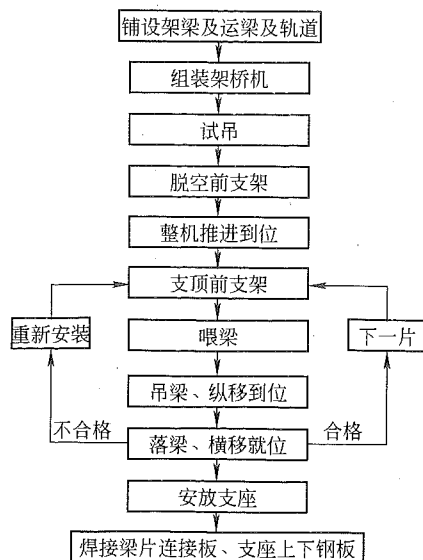 铺设架梁及运梁及轨道
组装架桥机
试吊
脱空前支架
整机推进到位
支顶前支架
重新安装
喂梁
下一片
吊梁、纵移到位
不合格
落梁、横移就位
合格
安放支座
焊接梁片连接板、支座上下钢板